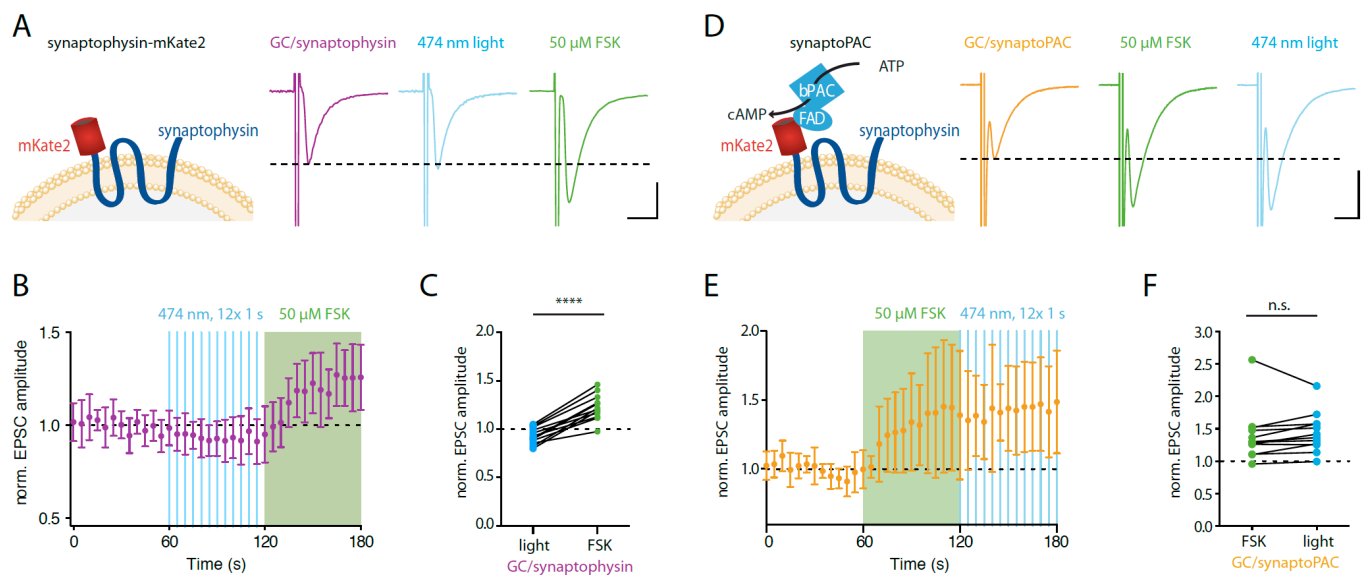 A
synaptophysin-mKate2
GC/synaptophysin
474 nm light
50 µM FSK
mKate2
synaptophysin
B
474 nm, 12x 1 s
50 µM FSK
norm. EPSC amplitude
1.5
1.0
0.5
0
60
120
180
Time (s)
C
****
norm. EPSC amplitude
2.0
1.5
1.0
0.5
0.0
light
FSK
GC/synaptophysin
D
synaptoPAC
GC/synaptoPAC
50 µM FSK
474 nm light
ATP
bPAC
cAMP
FAD
mKate2
synaptophysin
E
50 µM FSK
474 nm, 12x 1 s
norm. EPSC amplitude
2.0
1.5
1.0
0
60
120
180
Time (s)
F
n.s.
norm. EPSC amplitude
3.0
2.5
2.0
1.5
1.0
0.5
0.0
FSK
light
GC/synaptoPAC